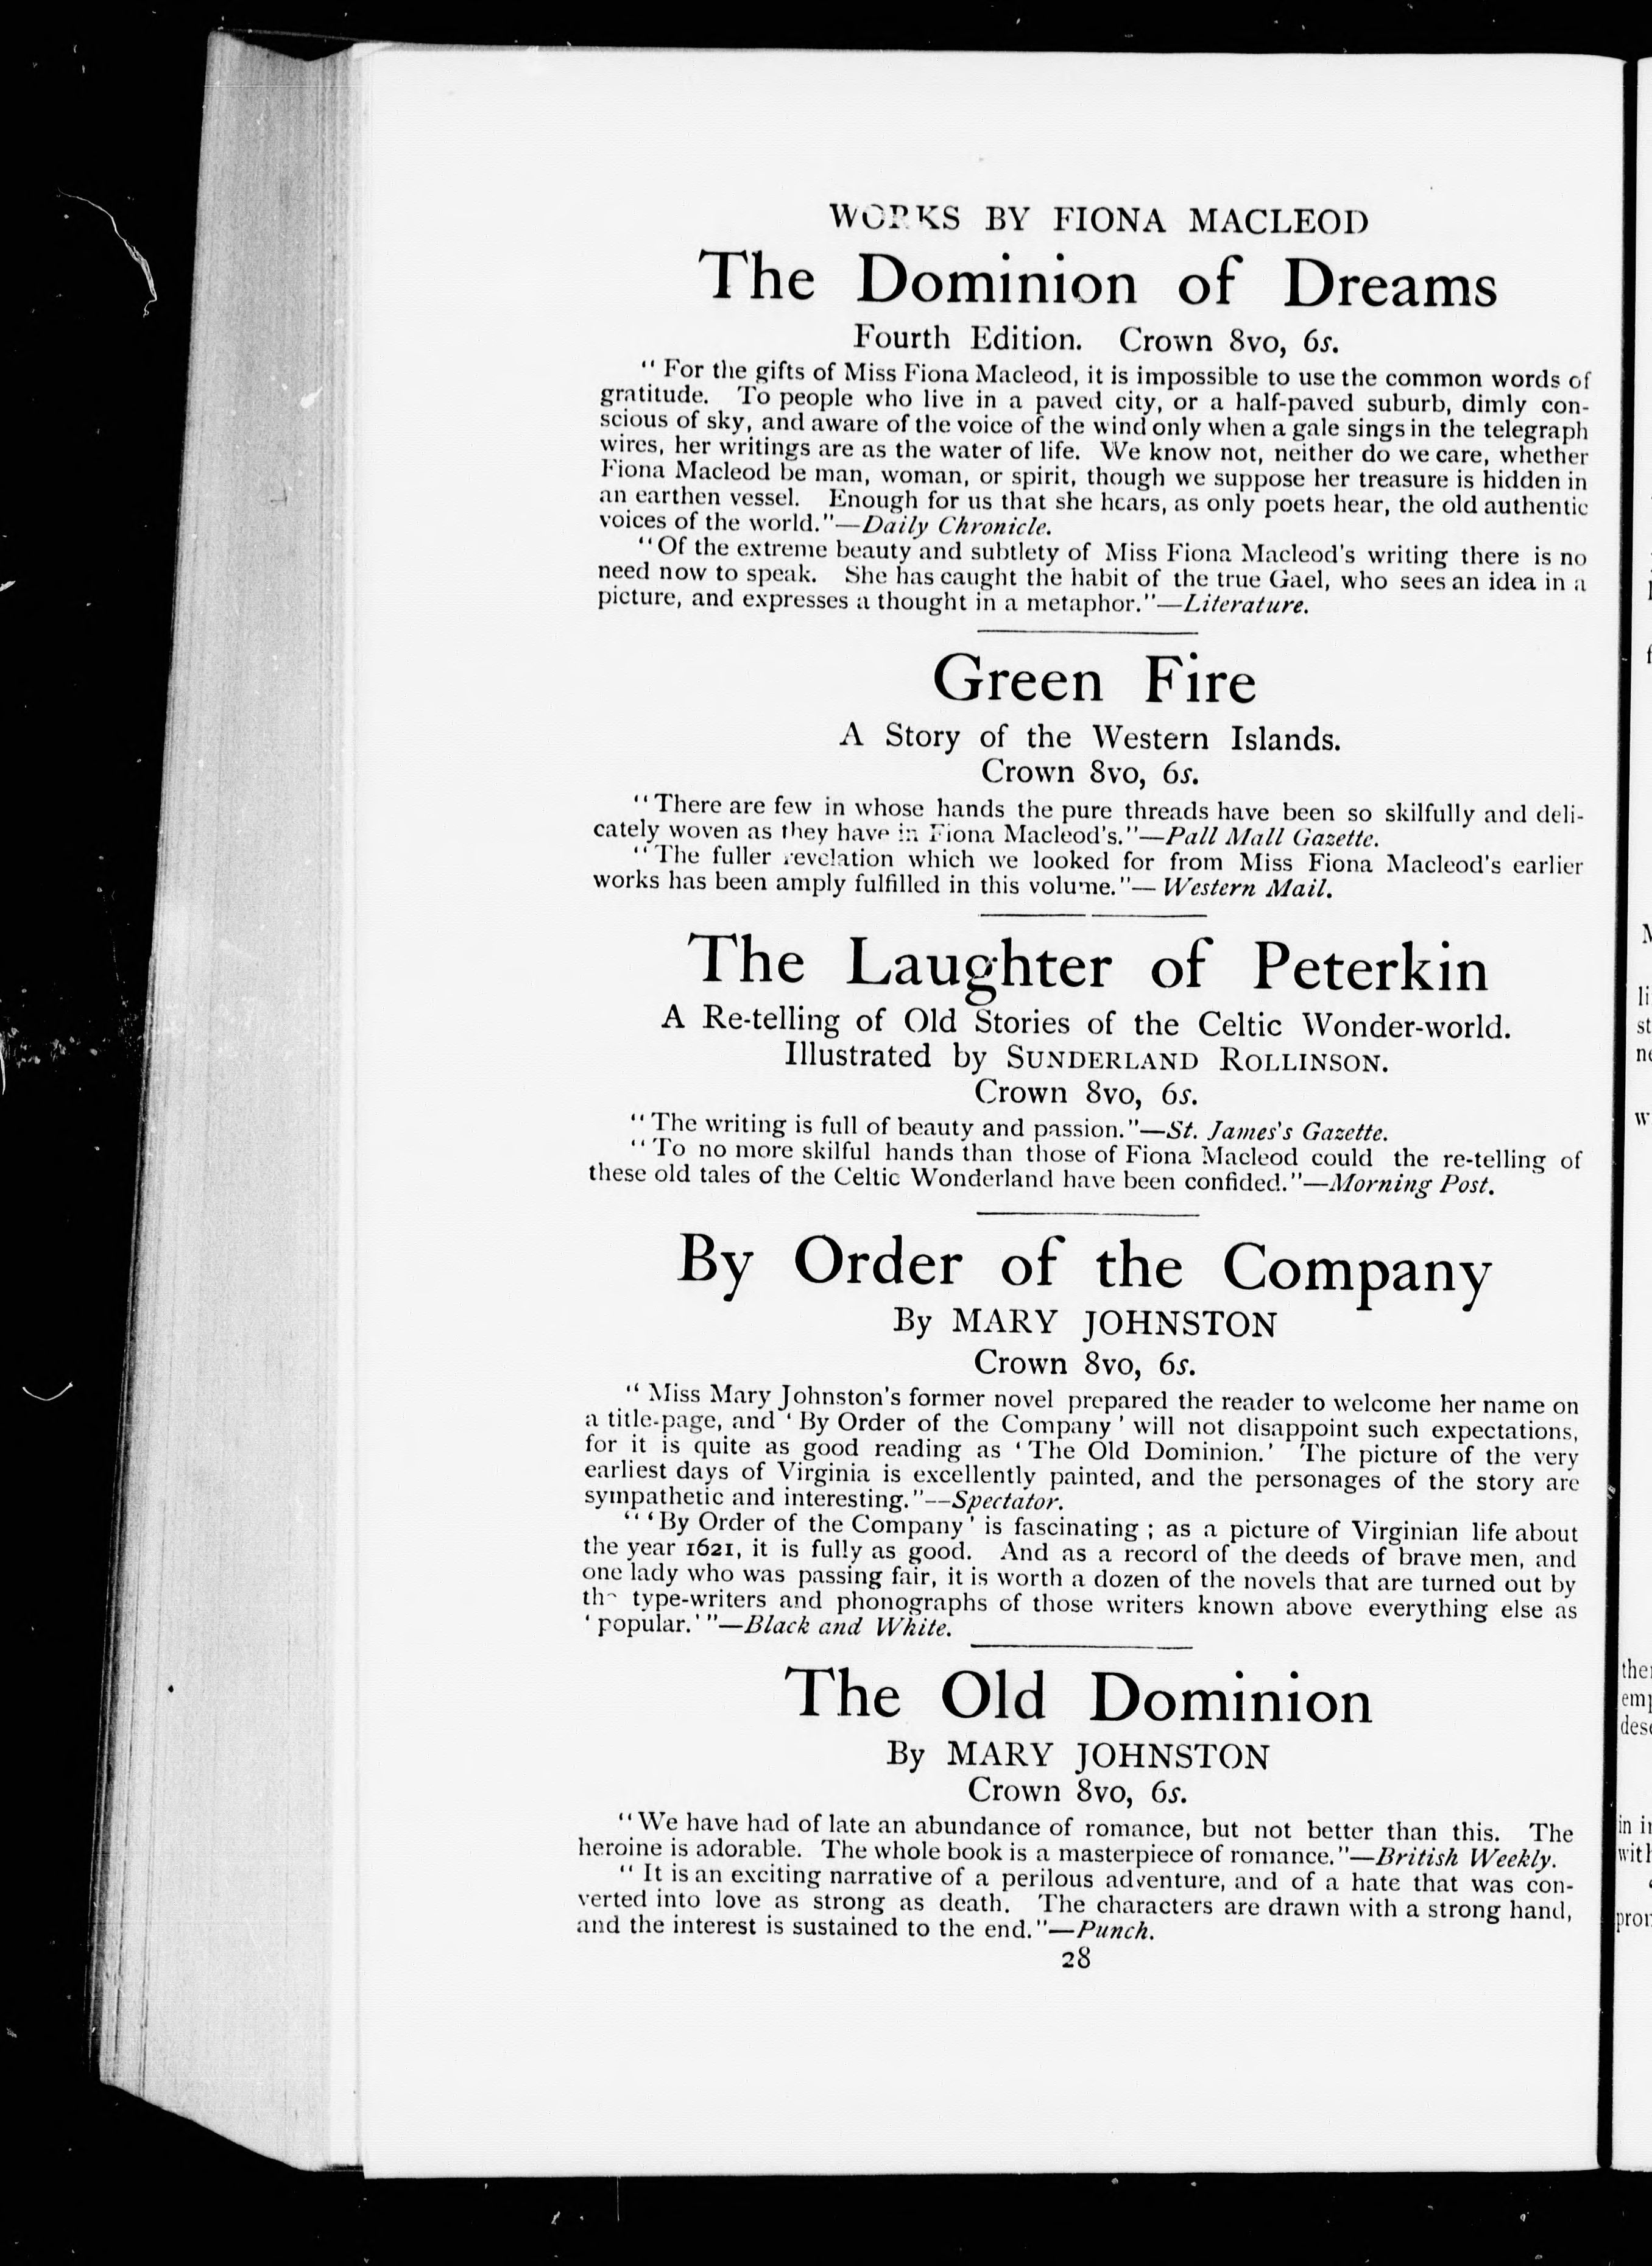 WORKS BY FIONA MACLEOD
The Dominion of Dreams
Fourth Edition. Crown 8vo, 6s.
"For the gifts of Miss Fiona Macleod, it is impossible to use the common words of
gratitude. To people who live in a paved city, or a half-paved suburb, dimly con-
scious of sky, and aware of the voice of the wind only when a gale sings in the telegraph
wires, her writings are as the water of life. We know not, neither do we care, whether
Fiona Macleod be man, woman, or spirit, though we suppose her treasure is hidden in
an earthen vessel. Enough for us that she hears, as only poets hear, the old authentic
voices of the world."—Daily Chronicle.
"Of the extreme beauty and subtlety of Miss Fiona Macleod's writing there is no
need now to speak. She has caught the habit of the true Gael, who sees an idea in a
picture, and expresses a thought in a metaphor."—Literature.
Green Fire
A Story of the Western Islands.
Crown 8vo, 6s.
"There are few in whose hands the pure threads have been so skilfully and deli-
cately woven as they have in Fiona Macleod's."—Pall Mall Gazette.
"The fuller revelation which we looked for from Miss Fiona Macleod's earlier
works has been amply fulfilled in this volume."—Western Mail.
The Laughter of Peterkin
A Re-telling of Old Stories of the Celtic Wonder-world.
Illustrated by SUNDERLAND ROLLINSON.
Crown 8vo, 6s.
"The writing is full of beauty and passion."—St. James's Gazette.
"To no more skilful hands than those of Fiona Macleod could the re-telling of
these old tales of the Celtic Wonderland have been confided."—Morning Post.
By Order of the Company
By MARY JOHNSTON
Crown 8vo, 6s.
"Miss Mary Johnston's former novel prepared the reader to welcome her name on
a title-page, and 'By Order of the Company' will not disappoint such expectations,
for it is quite as good reading as 'The Old Dominion.' The picture of the very
earliest days of Virginia is excellently painted, and the personages of the story are
sympathetic and interesting."—Spectator.
"'By Order of the Company' is fascinating; as a picture of Virginian life about
the year 1621, it is fully as good. And as a record of the deeds of brave men, and
one lady who was passing fair, it is worth a dozen of the novels that are turned out by
the type-writers and phonographs of those writers known above everything else as
'popular.'"—Black and White.
The Old Dominion
By MARY JOHNSTON
Crown 8vo, 6s.
"We have had of late an abundance of romance, but not better than this. The
heroine is adorable. The whole book is a masterpiece of romance."—British Weekly.
"It is an exciting narrative of a perilous adventure, and of a hate that was con-
verted into love as strong as death. The characters are drawn with a strong hand,
and the interest is sustained to the end."—Punch.
28